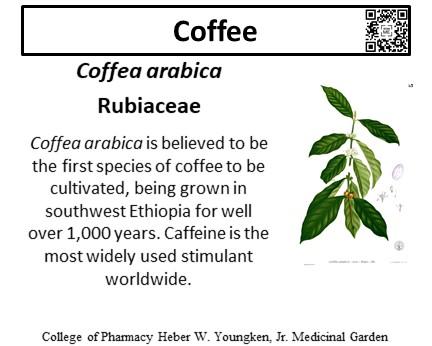 Coffee
Coffea arabica
Rubiaceae
Coffea arabica is believed to be
the first species of coffee to be
cultivated, being grown in
southwest Ethiopia for well
over 1,000 years. Caffeine is the
most widely used stimulant
worldwide.
College of Pharmacy Heber W. Youngken, Jr. Medicinal Garden